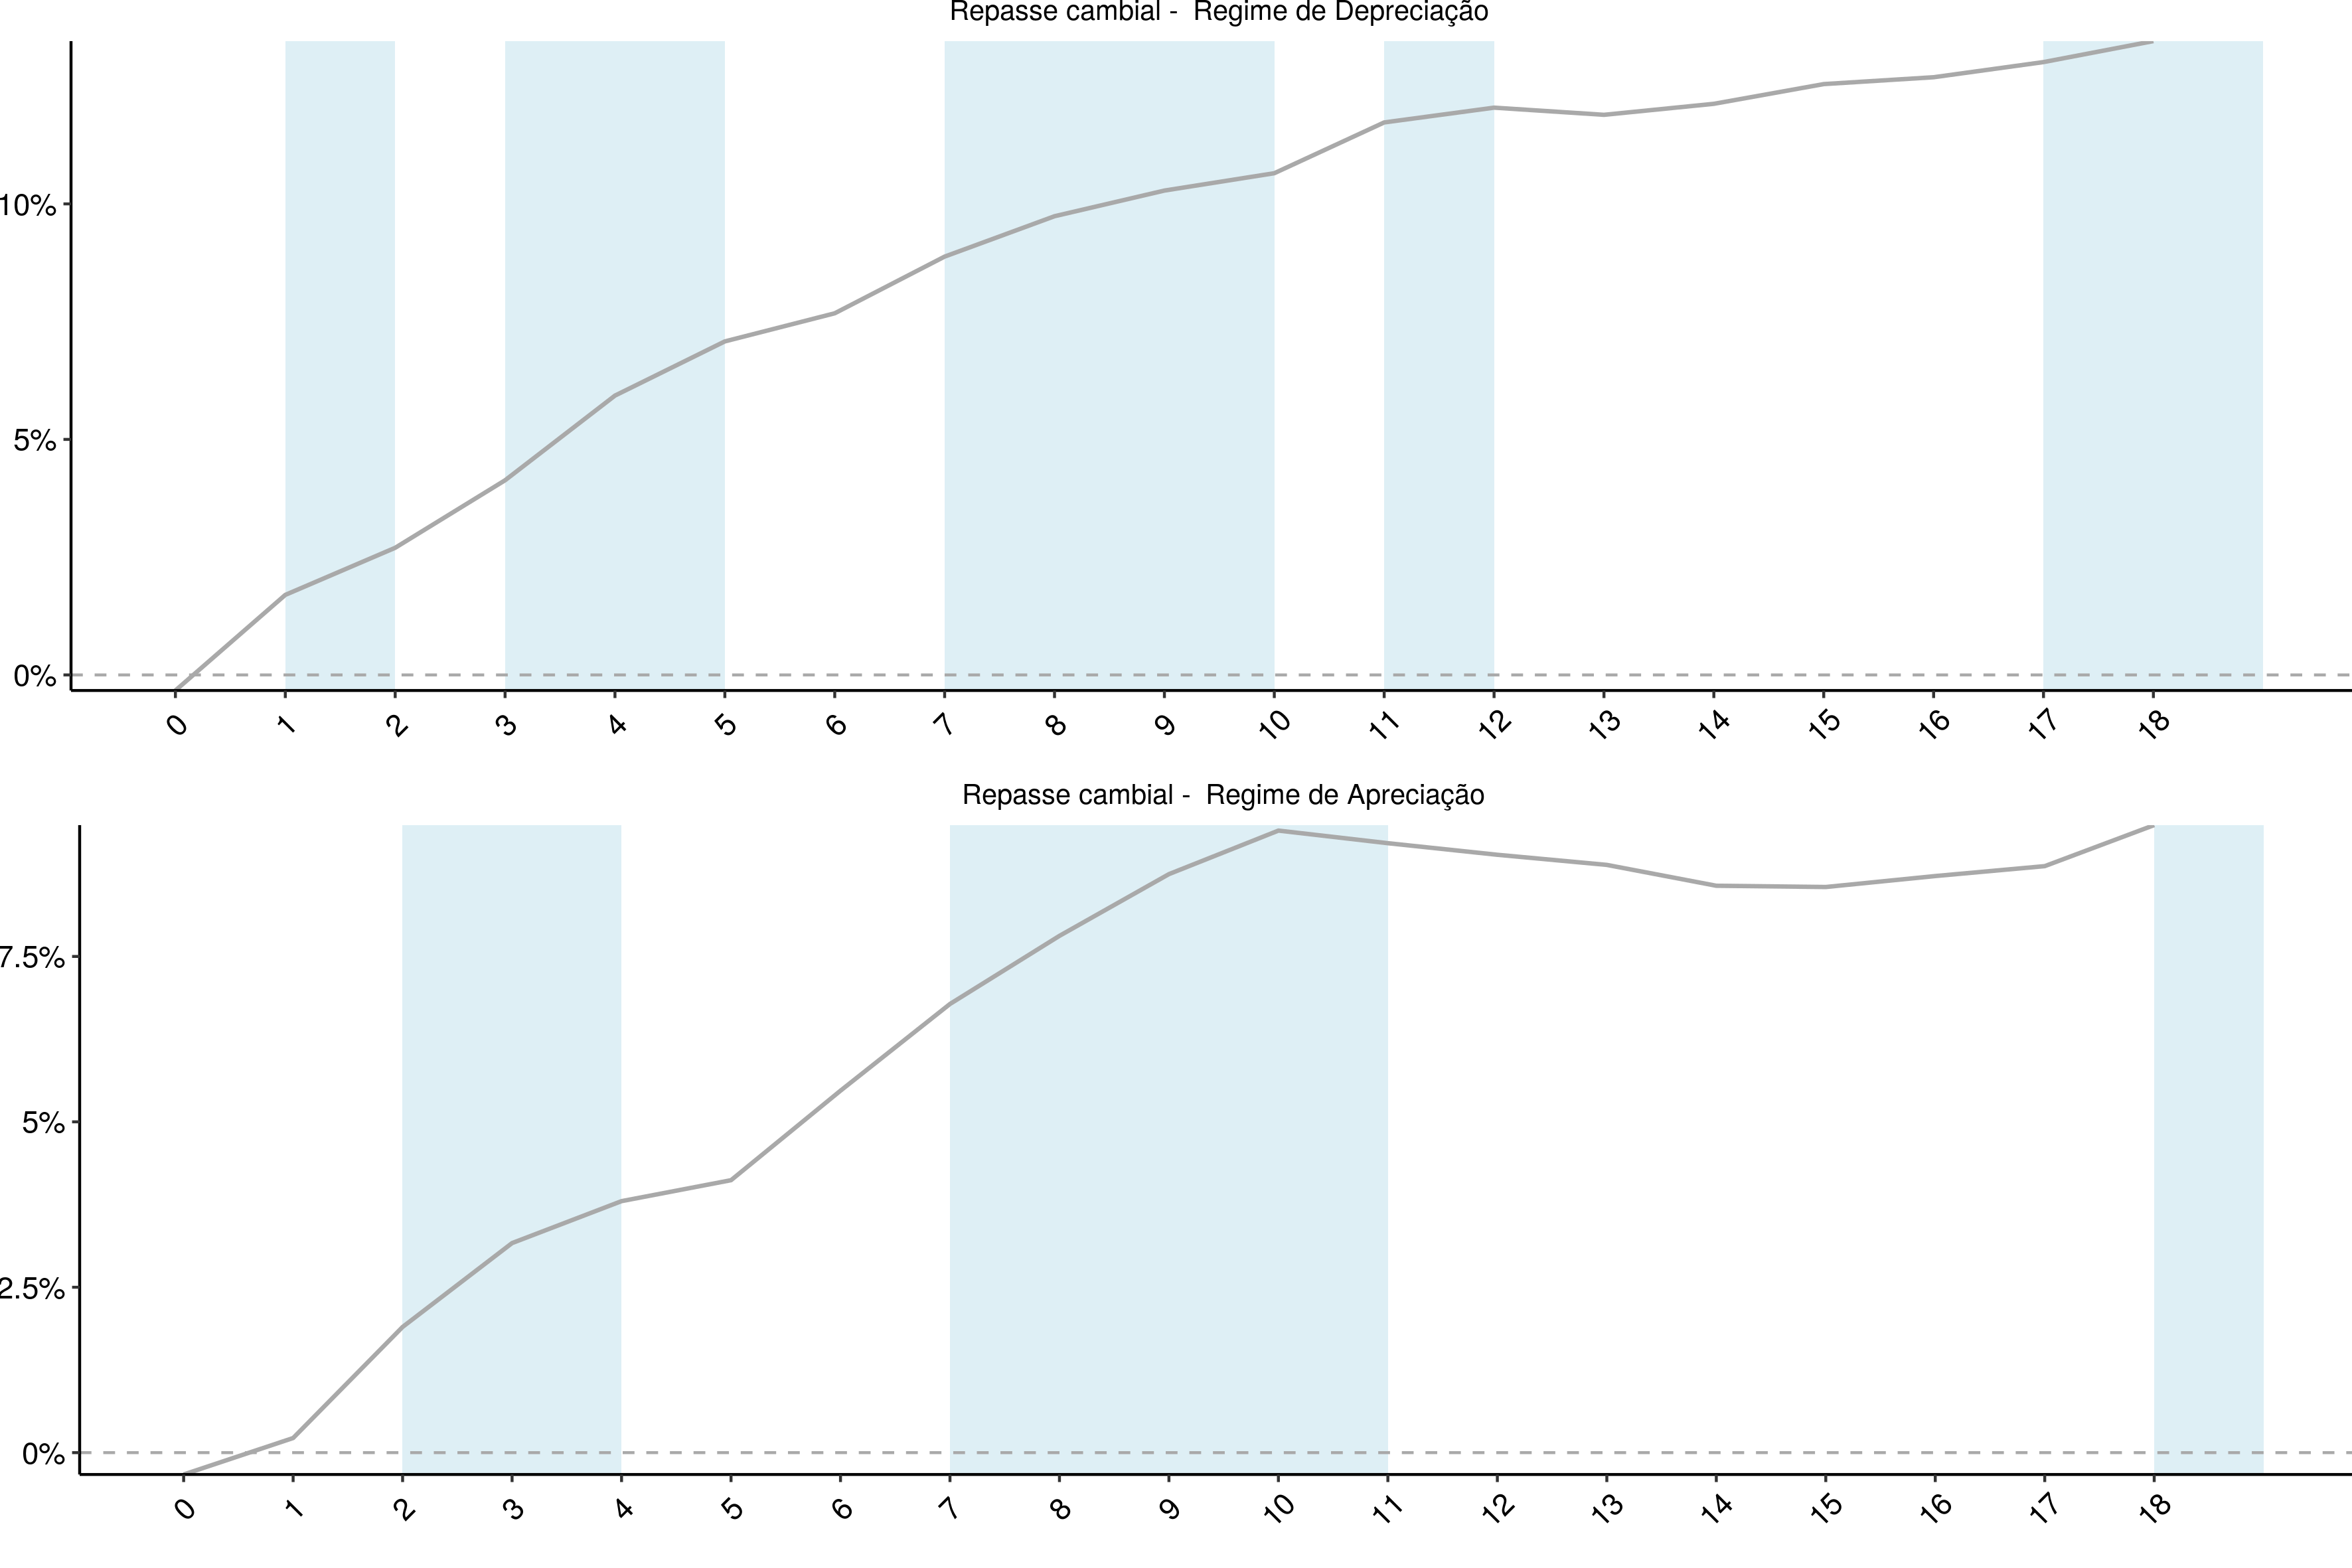 Repasse cambial -  Regime de Depreciação
10%
5%
0%
0 1 2 3 4 5 6 7 8 9 10 11 12 13 14 15 16 17 18
Repasse cambial -  Regime de Apreciação
7.5%
5%
2.5%
0%
0 1 2 3 4 5 6 7 8 9 10 11 12 13 14 15 16 17 18